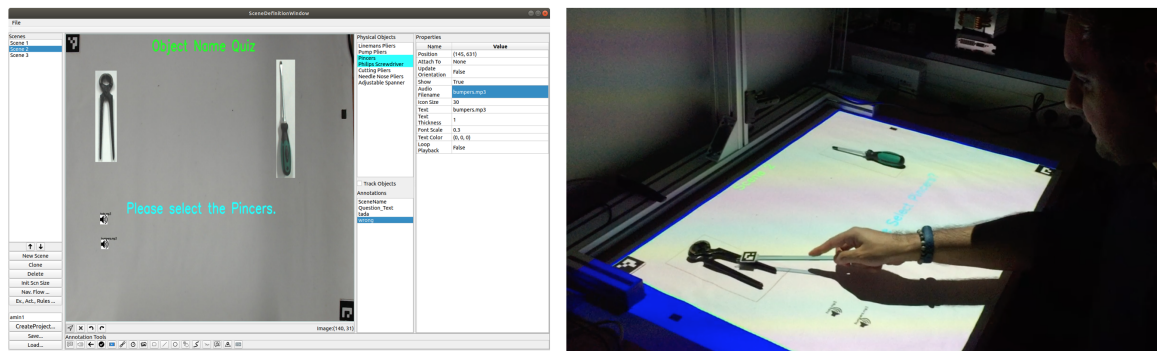 SceneDefinitionWindow
File
Scenes
Scene 1
Scene 2
Scene 3
New Scene
Clone
Delete
Init Scn Size
Nav. Flow ...
Ev., Act., Rules ...
amin1
CreateProject...
Save...
Load...
Object Name Quiz
Please select the Pincers.
Image:(140, 31)
Annotation Tools
Physical Objects
Linemans Pliers
Pump Pliers
Pincers
Philips Screwdriver
Cutting Pliers
Needle Nose Pliers
Adjustable Spanner
Track Objects
Annotations
SceneName
Question_Text
tada
wrong
Properties
Name Value
Position (145, 631)
Attach To None
Update Orientation False
Show True
Audio Filename bumpers.mp3
Icon Size 30
Text bumpers.mp3
Text Thickness 1
Font Scale 0.3
Text Color (0, 0, 0)
Loop Playback False